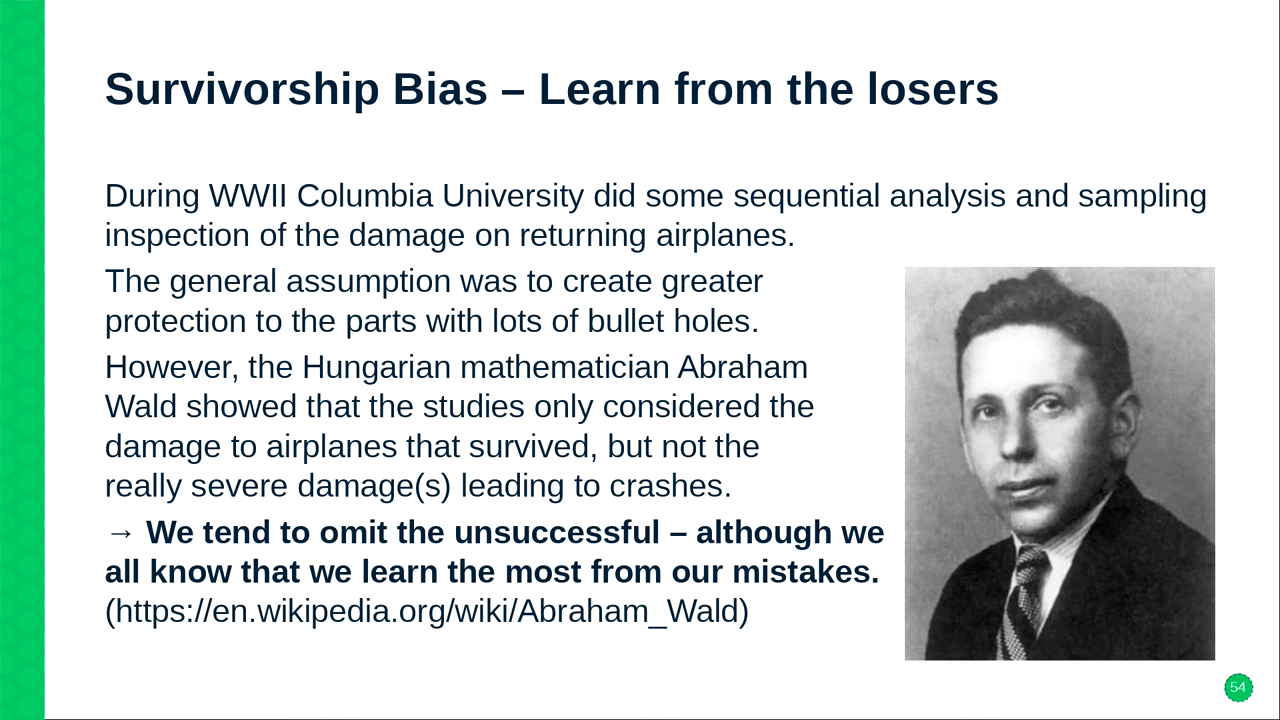 Survivorship Bias – Learn from the losers
During WWII Columbia University did some sequential analysis and sampling
inspection of the damage on returning airplanes.
The general assumption was to create greater
protection to the parts with lots of bullet holes.
However, the Hungarian mathematician Abraham
Wald showed that the studies only considered the
damage to airplanes that survived, but not the
really severe damage(s) leading to crashes.
→ We tend to omit the unsuccessful – although we
all know that we learn the most from our mistakes.
(https://en.wikipedia.org/wiki/Abraham_Wald)
54